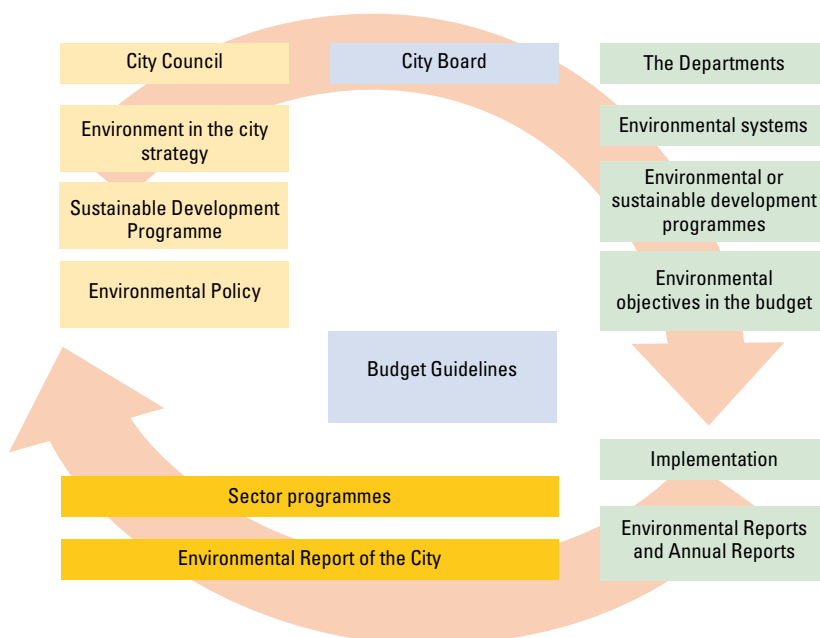 City Council
Environment in the city
strategy
Sustainable Development
Programme
Environmental Policy
City Board
Budget Guidelines
The Departments
Environmental systems
Environmental or
sustainable development
programmes
Environmental
objectives in the budget
Implementation
Environmental Reports
and Annual Reports
Sector programmes
Environmental Report of the City